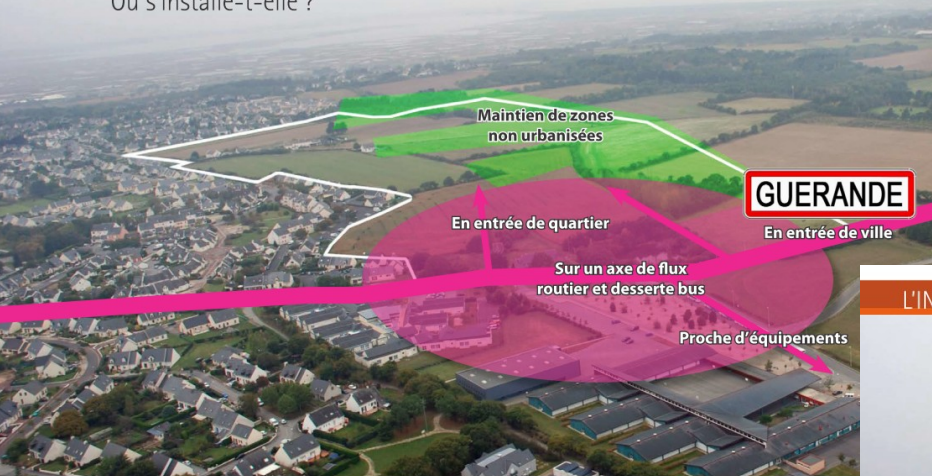 Où s'installe-t-elle ?
Maintien de zones
non urbanisées
GUERANDE
En entrée de quartier
En entrée de ville
Sur un axe de flux
routier et desserte bus
L'IN
Proche d'équipements